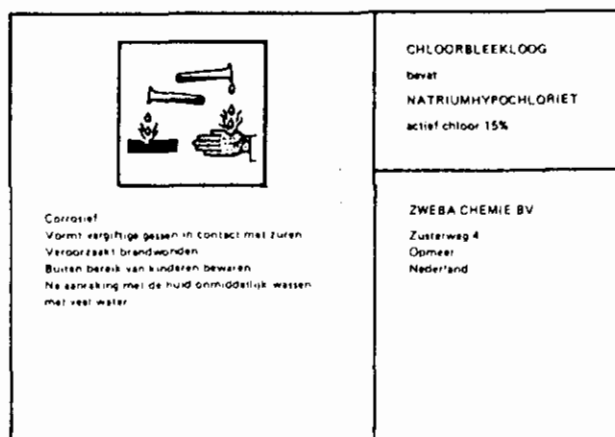 Corrosief
Vormt vergiftige gassen in contact met zuren
Veroorzaakt brandwonden
Buiten bereik van kinderen bewaren
Na aanraking met de huid onmiddellijk wassen
met veel water
CHLOORBLEEKLOOG
bevat
NATRIUMHYPOCHLORIET
actief chloor 15%
ZWEBA CHEMIE BV
Zusterweg 4
Opmeer
Nederland